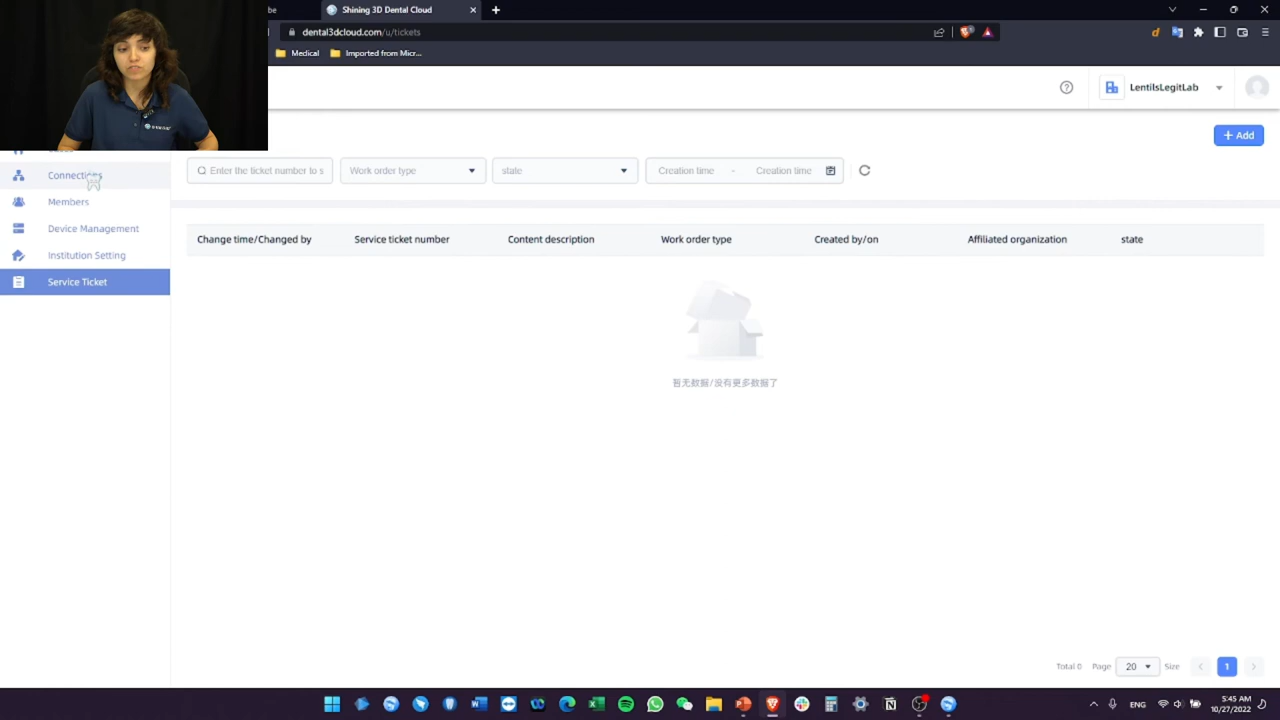 be
Shining 3D Dental Cloud
dental3dcloud.com/u/tickets
Medical
Imported from Micr...
LentilsLegitLab
+ Add
Enter the ticket number to s
Work order type
state
Creation time - Creation time
Connections
Members
Device Management
Institution Setting
Service Ticket
Change time/Changed by
Service ticket number
Content description
Work order type
Created by/on
Affiliated organization
state
暂无数据/没有更多数据了
Total 0 Page 20 Size 1
ENG
5:45 AM
10/27/2022